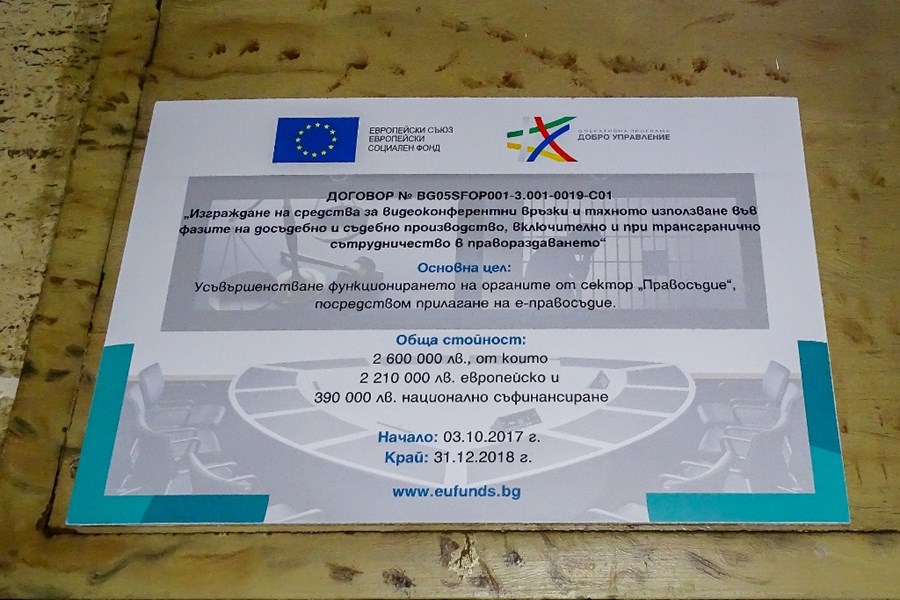 ЕВРОПЕЙСКИ СЪЮЗ
ЕВРОПЕЙСКИ
СОЦИАЛЕН ФОНД
ОПЕРАТИВНА ПРОГРАМА
ДОБРО УПРАВЛЕНИЕ
ДОГОВОР № BG05SFOP001-3.001-0019-C01
„Изграждане на средства за видеоконферентни връзки и тяхното използване във
фазите на досъдебно и съдебно производство, включително и при трансгранично
сътрудничество в правораздаването“
Основна цел:
Усъвършенстване функционирането на органите от сектор „Правосъдие“,
посредством прилагане на е-правосъдие.
Обща стойност:
2 600 000 лв., от които
2 210 000 лв. европейско и
390 000 лв. национално съфинансиране
Начало: 03.10.2017 г.
Край: 31.12.2018 г.
www.eufunds.bg